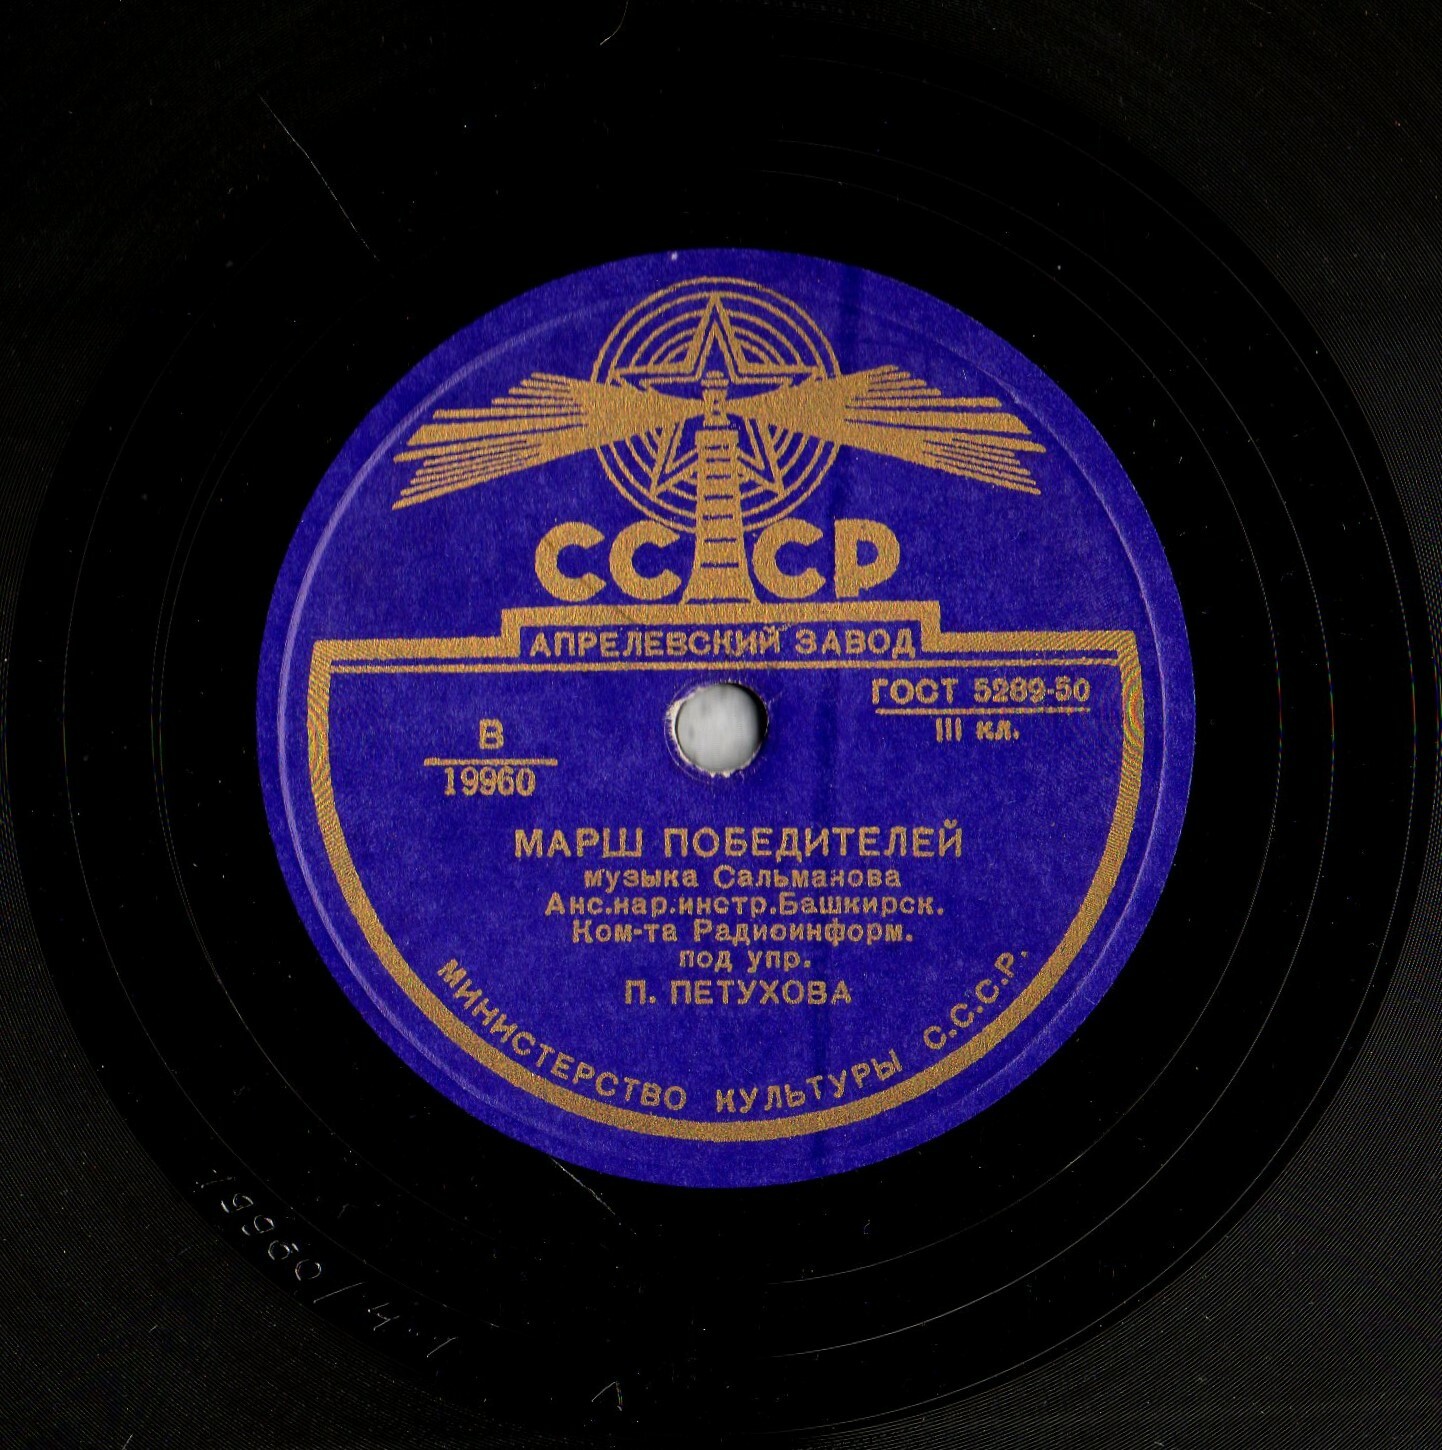 СССР
АПРЕЛЕВСКИЙ ЗАВОД
ГОСТ 5289-50
III кл.
В
19960
МАРШ ПОБЕДИТЕЛЕЙ
музыка Сальманова
Анс.нар.инстр.Башкирск.
Ком-та Радиоинформ.
под упр.
П. ПЕТУХОВА
МИНИСТЕРСТВО КУЛЬТУРЫ С.С.С.Р.